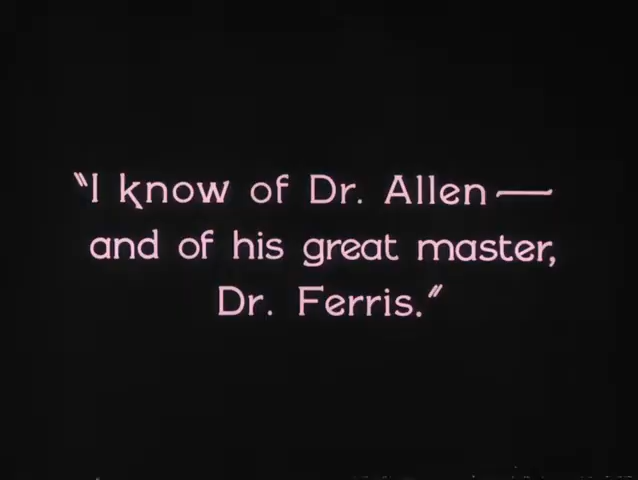 "I know of Dr. Allen—
and of his great master,
Dr. Ferris."